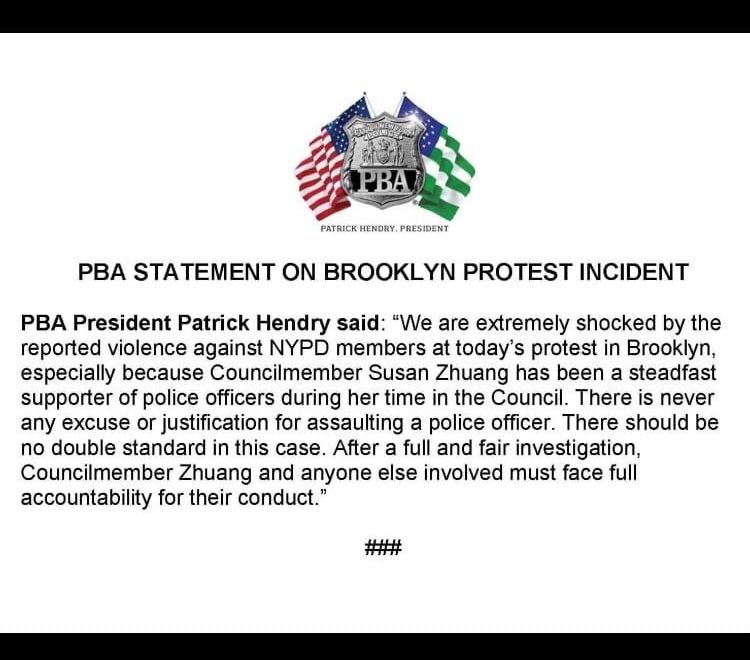 PBA
PATRICK HENDRY, PRESIDENT
PBA STATEMENT ON BROOKLYN PROTEST INCIDENT
PBA President Patrick Hendry said: “We are extremely shocked by the
reported violence against NYPD members at today’s protest in Brooklyn,
especially because Councilmember Susan Zhuang has been a steadfast
supporter of police officers during her time in the Council. There is never
any excuse or justification for assaulting a police officer. There should be
no double standard in this case. After a full and fair investigation,
Councilmember Zhuang and anyone else involved must face full
accountability for their conduct.”
###